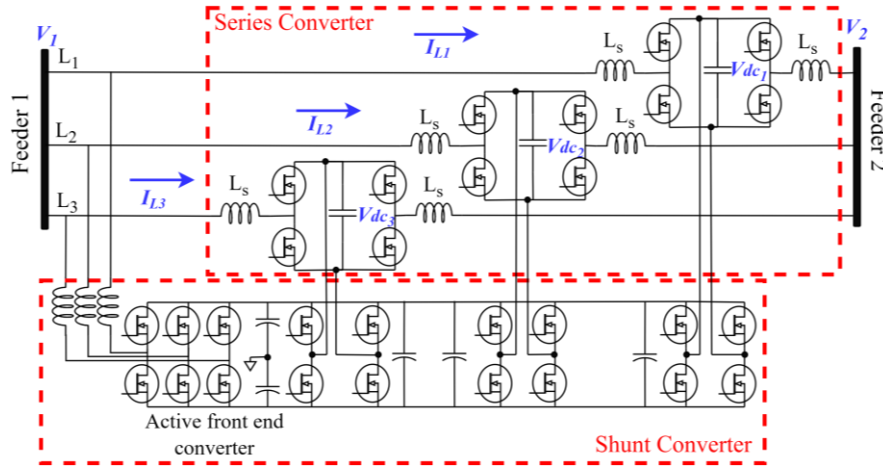 Series Converter
V1
V2
L1
IL1
Ls
Vdc1
Ls
Feeder 1
L2
IL2
Ls
Vdc2
Ls
Feeder 2
L3
IL3
Ls
Vdc3
Ls
Active front end
converter
Shunt Converter